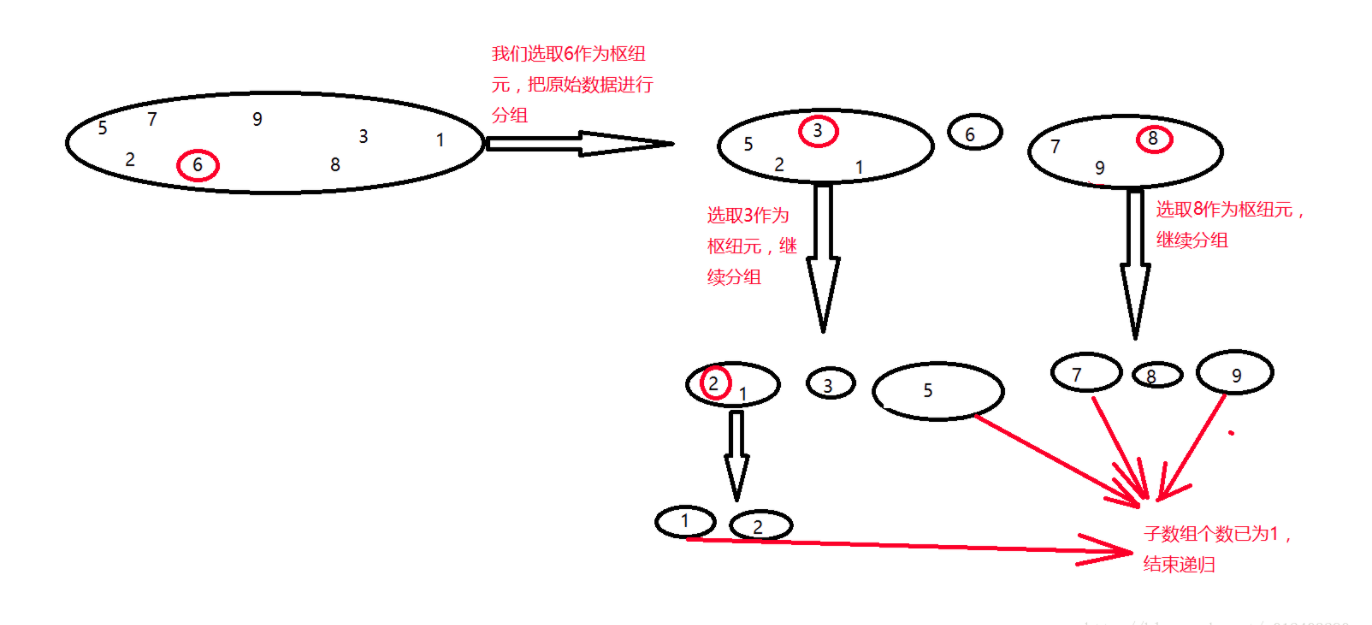 我们选取6作为枢纽
元，把原始数据进行
分组
5 7 9 3 1
2 6 8
5 3 2 1
6
7 8 9
选取3作为
枢纽元，继
续分组
选取8作为枢纽元，
继续分组
2 1
3
5
7
8
9
1
2
子数组个数已为1，
结束递归